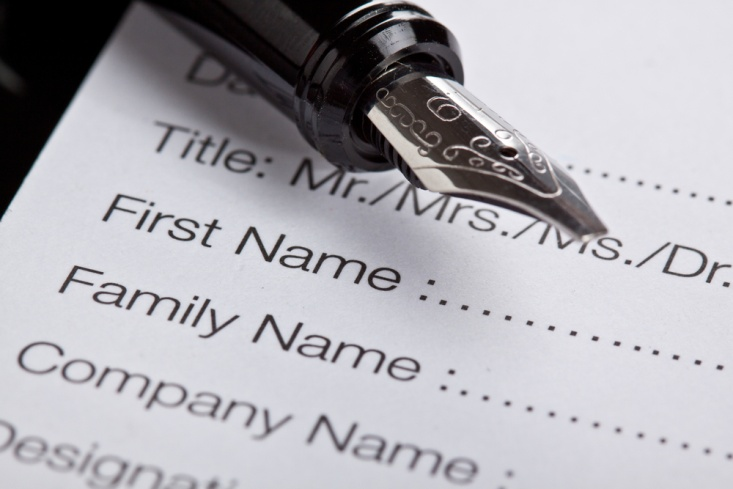 Title: Mr./Mrs./Ms./Dr.
First Name :..............................
Family Name :..............................
Company Name :